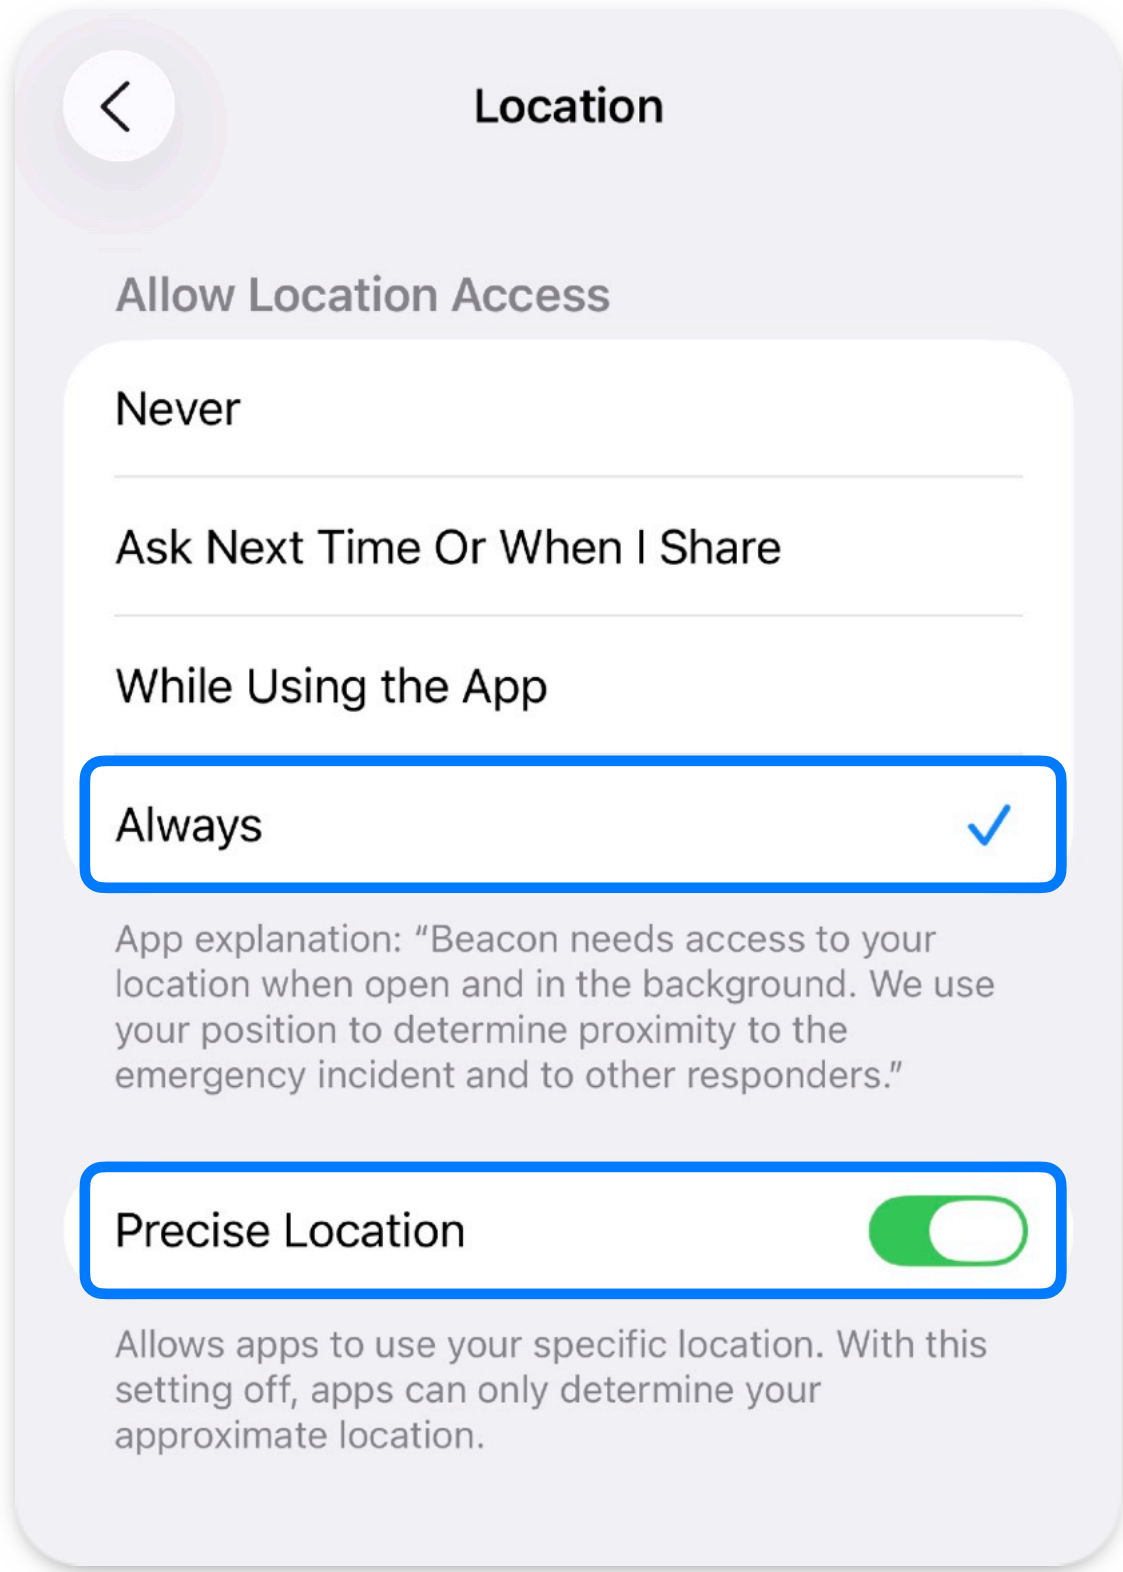 Location
Allow Location Access
Never
Ask Next Time Or When I Share
While Using the App
Always
App explanation: “Beacon needs access to your
location when open and in the background. We use
your position to determine proximity to the
emergency incident and to other responders.”
Precise Location
Allows apps to use your specific location. With this
setting off, apps can only determine your
approximate location.